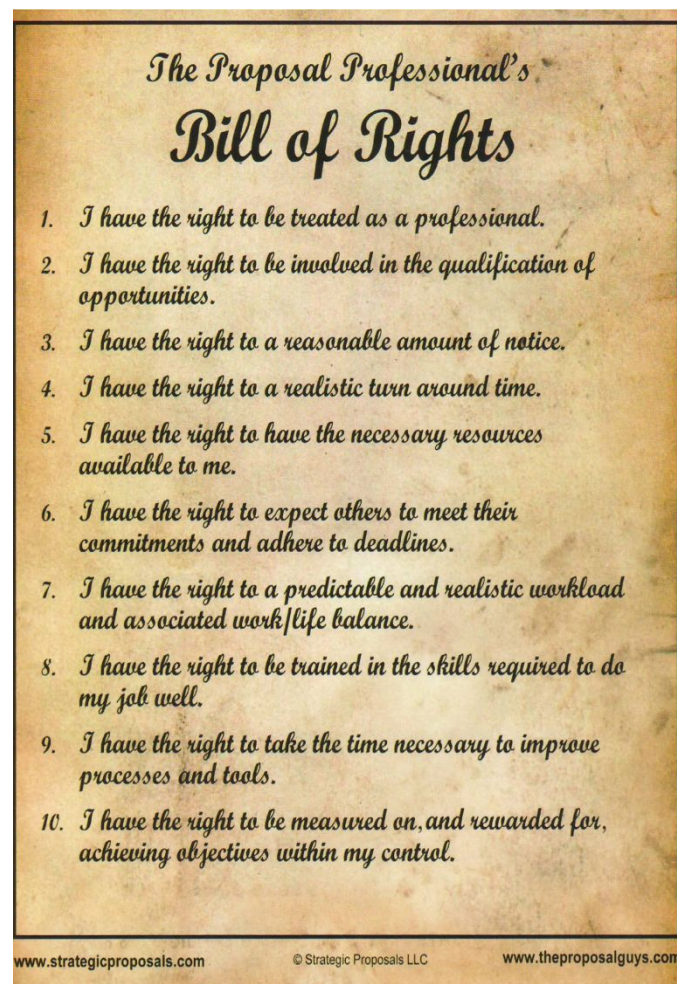 The Proposal Professional's
Bill of Rights
1. I have the right to be treated as a professional.
2. I have the right to be involved in the qualification of
opportunities.
3. I have the right to a reasonable amount of notice.
4. I have the right to a realistic turn around time.
5. I have the right to have the necessary resources
available to me.
6. I have the right to expect others to meet their
commitments and adhere to deadlines.
7. I have the right to a predictable and realistic workload
and associated work/life balance.
8. I have the right to be trained in the skills required to do
my job well.
9. I have the right to take the time necessary to improve
processes and tools.
10. I have the right to be measured on, and rewarded for,
achieving objectives within my control.
www.strategicproposals.com © Strategic Proposals LLC www.theproposalguys.com